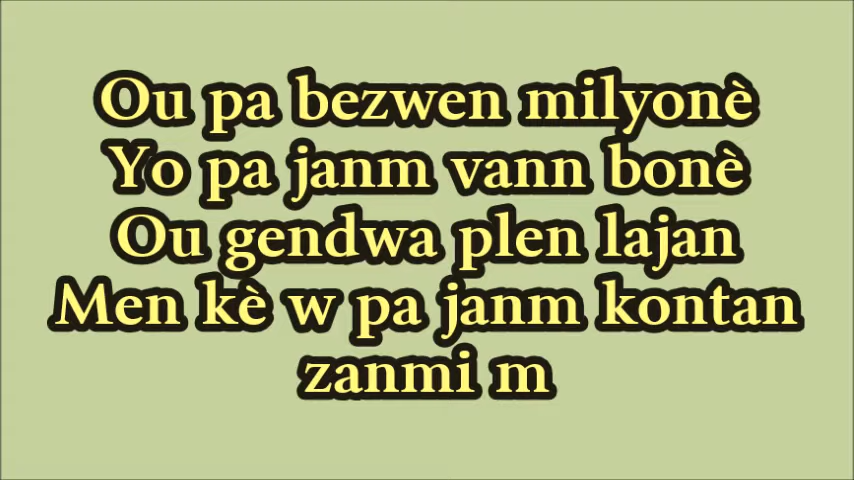 Ou pa bezwen milyonè
Yo pa janm vann bonè
Ou gendwa plen lajan
Men kè w pa janm kontan
zanmi m